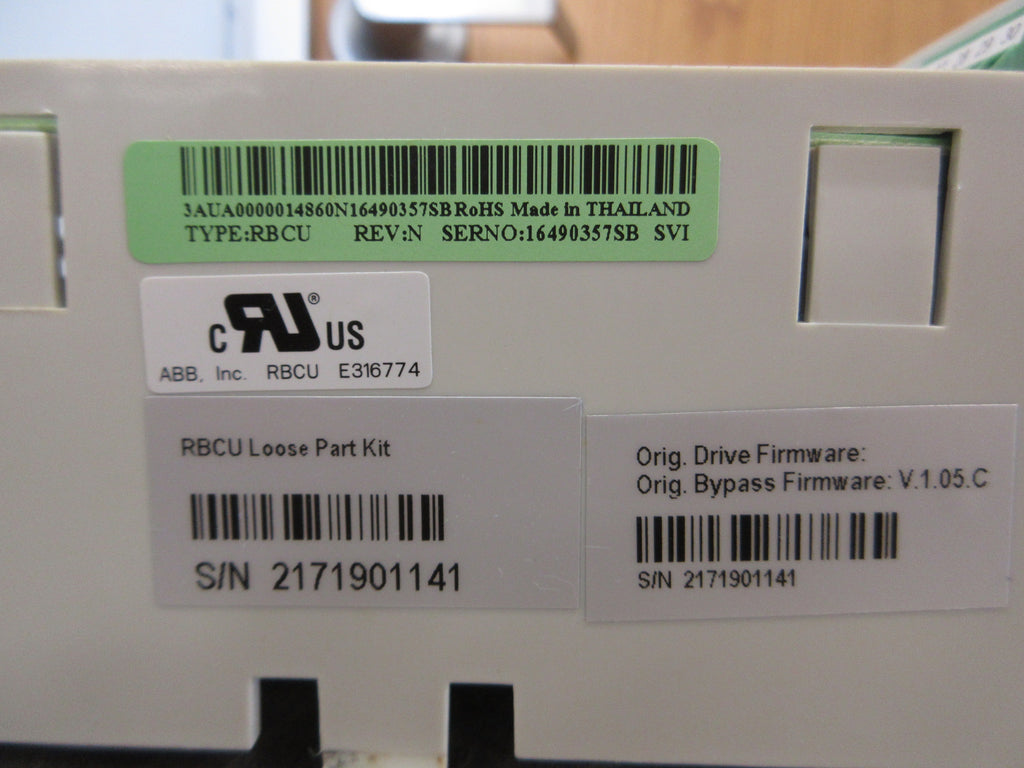 3AUA0000014860N16490357SB RoHS Made in THAILAND
TYPE:RBCU REV:N SERNO:16490357SB SVI
C RU® US
ABB, Inc. RBCU E316774
RBCU Loose Part Kit
S/N 2171901141
Orig. Drive Firmware:
Orig. Bypass Firmware: V.1.05.C
S/N 2171901141